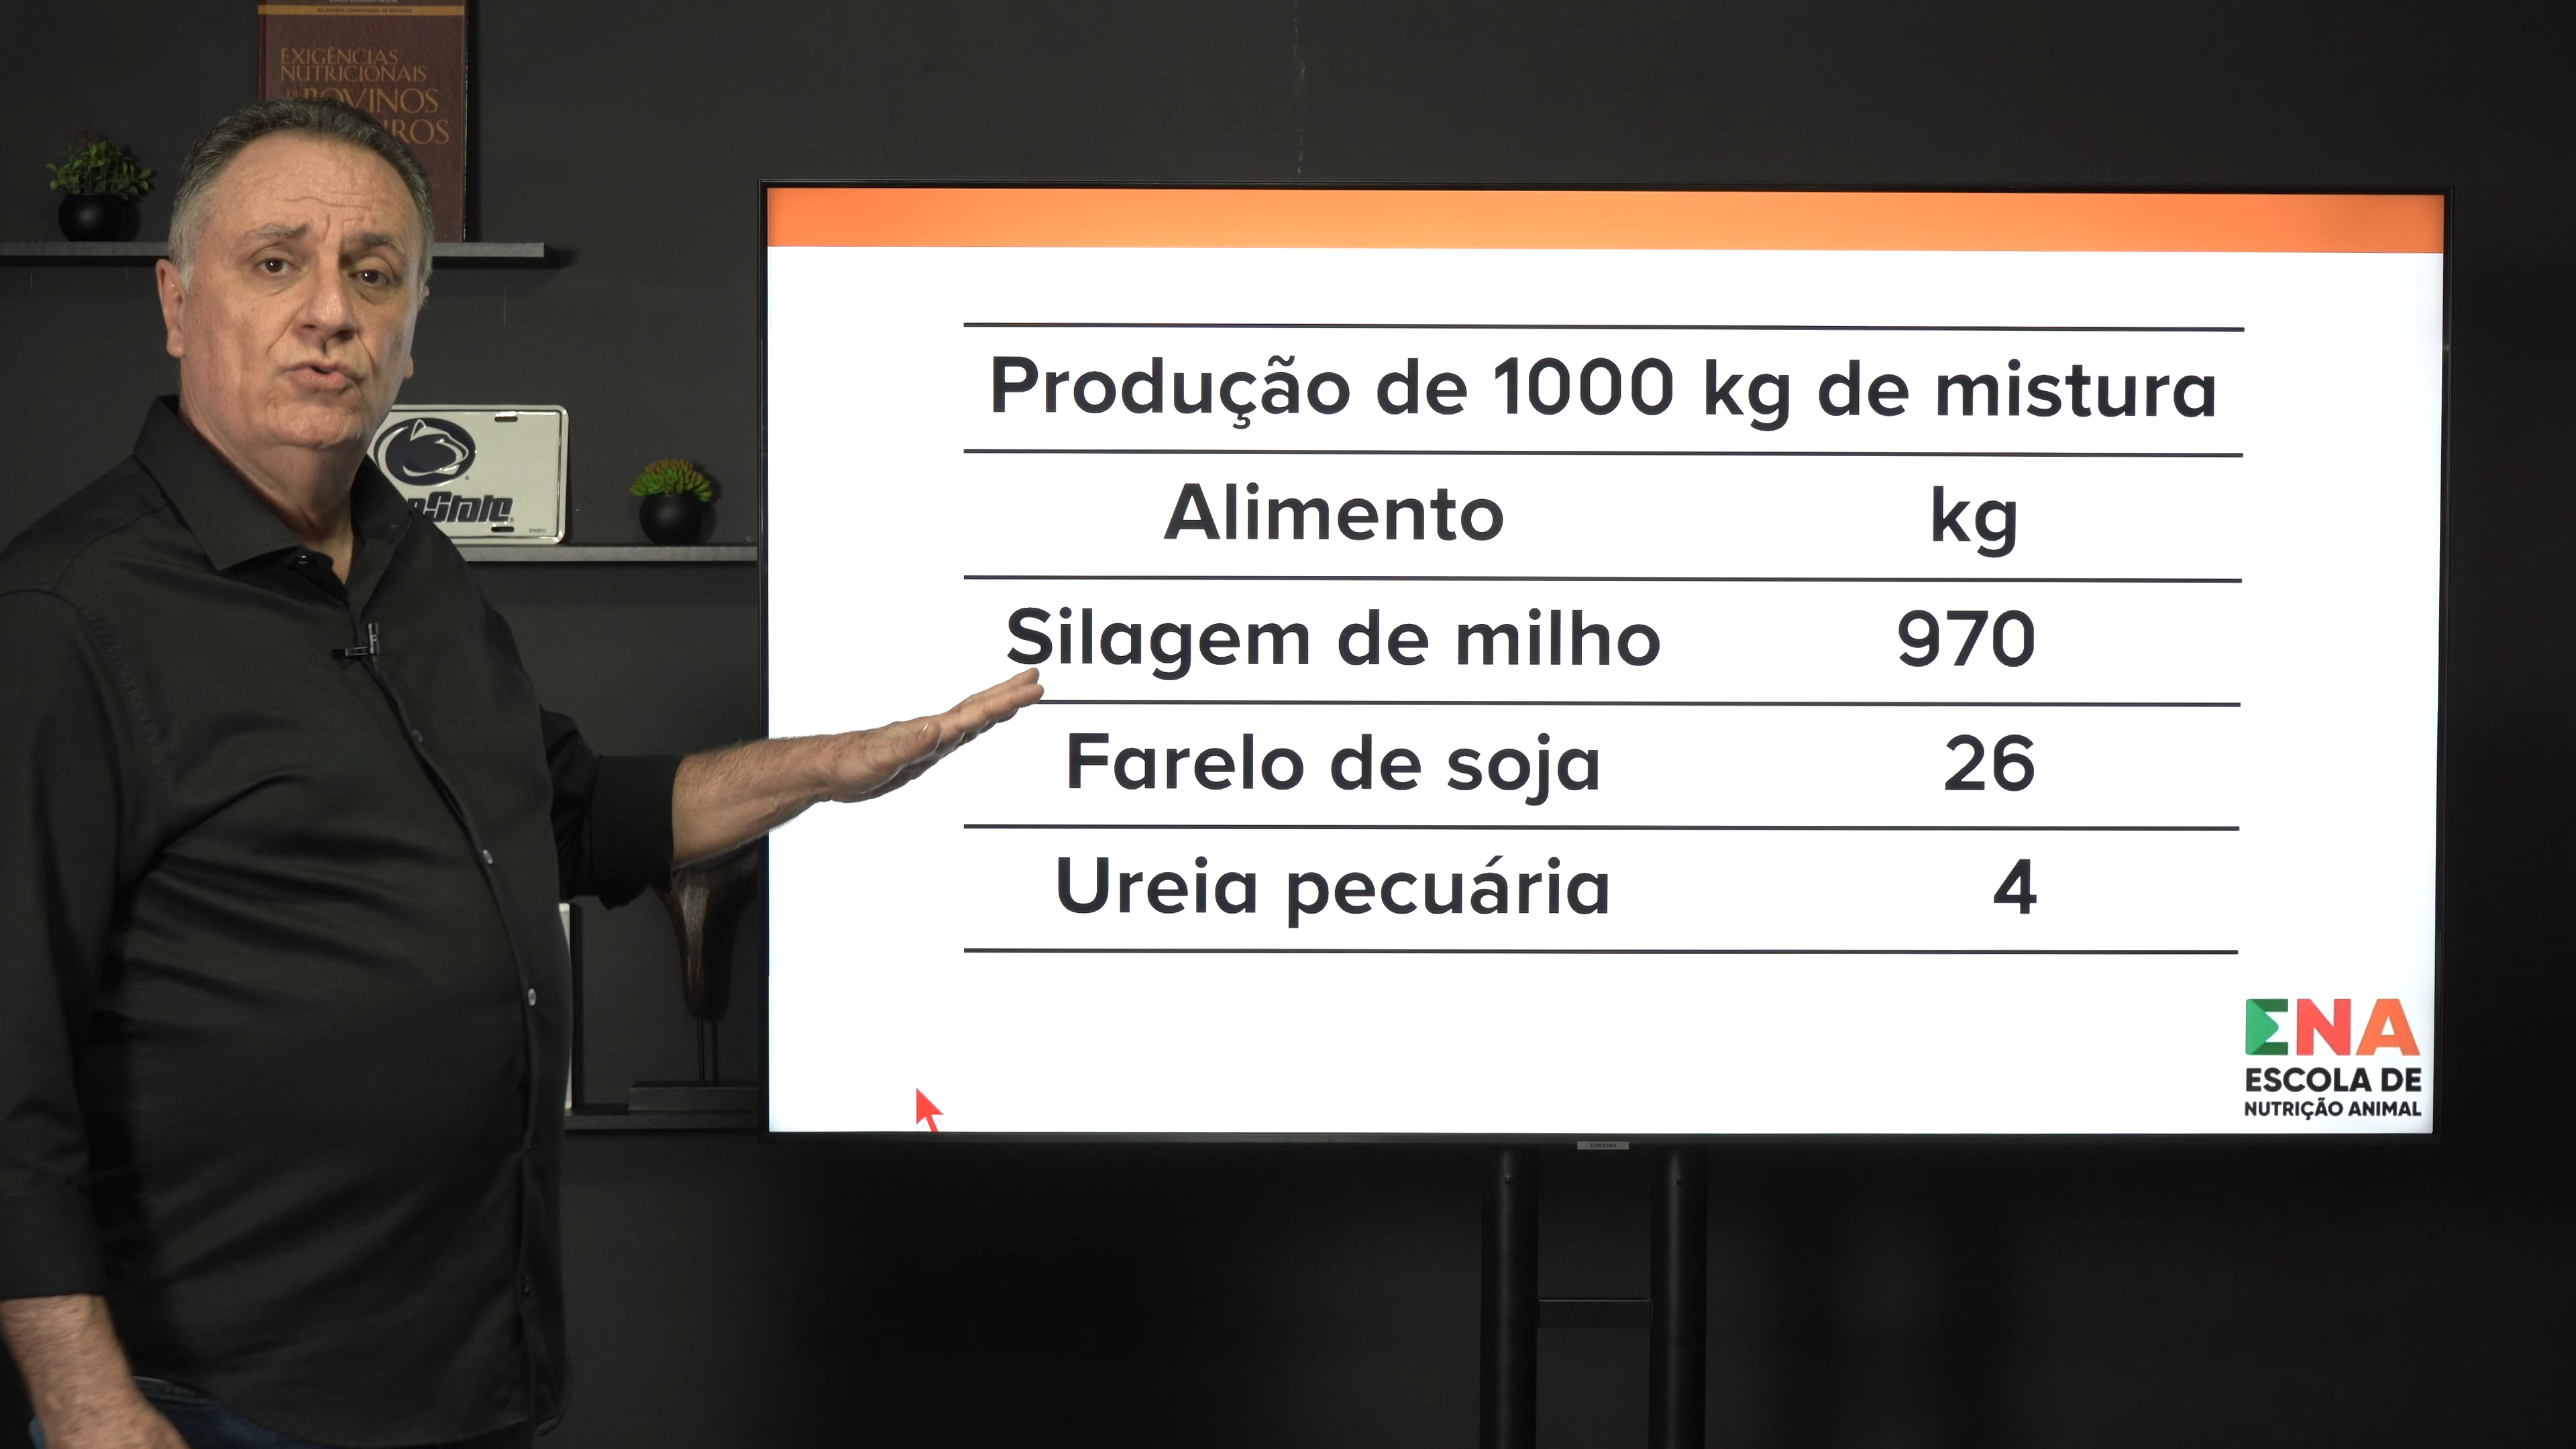 EXIGÊNCIAS
NUTRICIONAIS
BOVINOS
Produção de 1000 kg de mistura
Alimento kg
Silagem de milho 970
Farelo de soja 26
Ureia pecuária 4
ENA
ESCOLA DE
NUTRIÇÃO ANIMAL